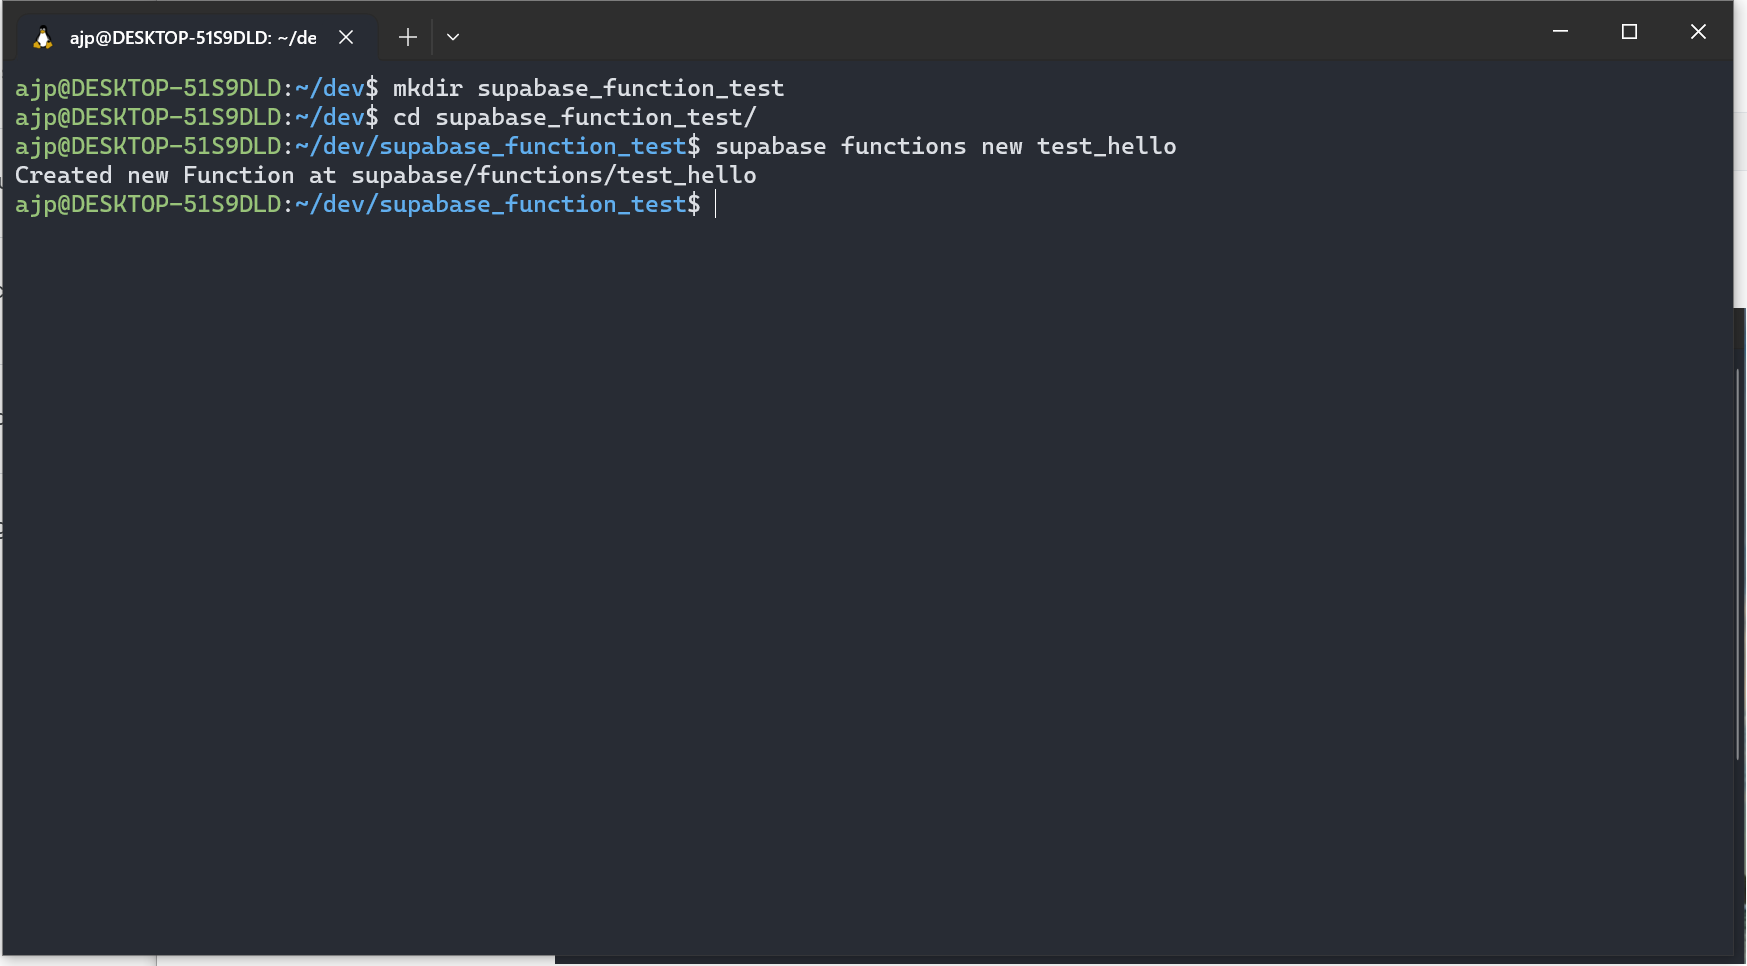 ajp@DESKTOP-51S9DLD: ~/de
ajp@DESKTOP-51S9DLD:~/dev$ mkdir supabase_function_test
ajp@DESKTOP-51S9DLD:~/dev$ cd supabase_function_test/
ajp@DESKTOP-51S9DLD:~/dev/supabase_function_test$ supabase functions new test_hello
Created new Function at supabase/functions/test_hello
ajp@DESKTOP-51S9DLD:~/dev/supabase_function_test$